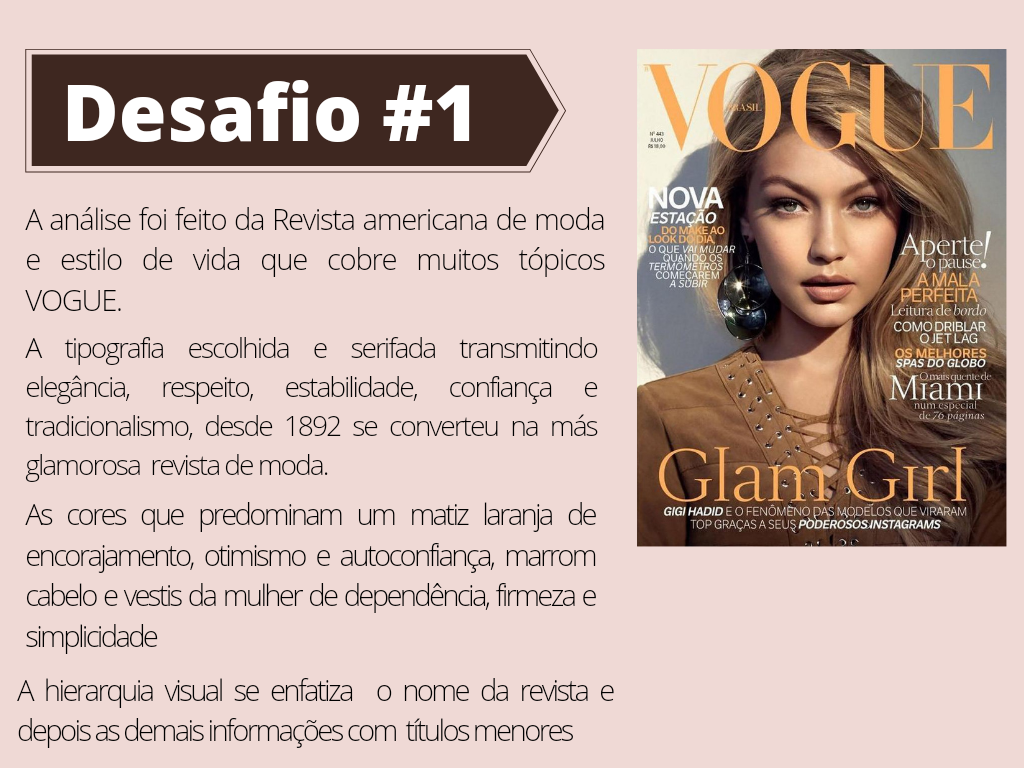 Desafio #1
A análise foi feito da Revista americana de moda
e estilo de vida que cobre muitos tópicos
VOGUE.
A tipografia escolhida e serifada transmitindo
elegância, respeito, estabilidade, confiança e
tradicionalismo, desde 1892 se converteu na más
glamorosa revista de moda.
As cores que predominam um matiz laranja de
encorajamento, otimismo e autoconfiança, marrom
cabelo e vestis da mulher de dependência, firmeza e
simplicidade
A hierarquia visual se enfatiza o nome da revista e
depois as demais informações com títulos menores
VOGUE
BRASIL
Nº 443
JULHO
R$ 18,00
NOVA
ESTAÇÃO
DO MAKE AO
LOOK DO DIA,
O QUE VAI MUDAR
QUANDO OS
TERMÔMETROS
COMEÇAREM
A SUBIR
Aperte!
o pause!
A MALA
PERFEITA
Leitura de bordo
COMO DRIBLAR
O JET LAG
OS MELHORES
SPAS DO GLOBO
O mais quente de
Miami
num especial
de 76 páginas
Glam Girl
GIGI HADID E O FENÔMENO DAS MODELOS QUE VIRARAM
TOP GRAÇAS A SEUS PODEROSOS INSTAGRAMS